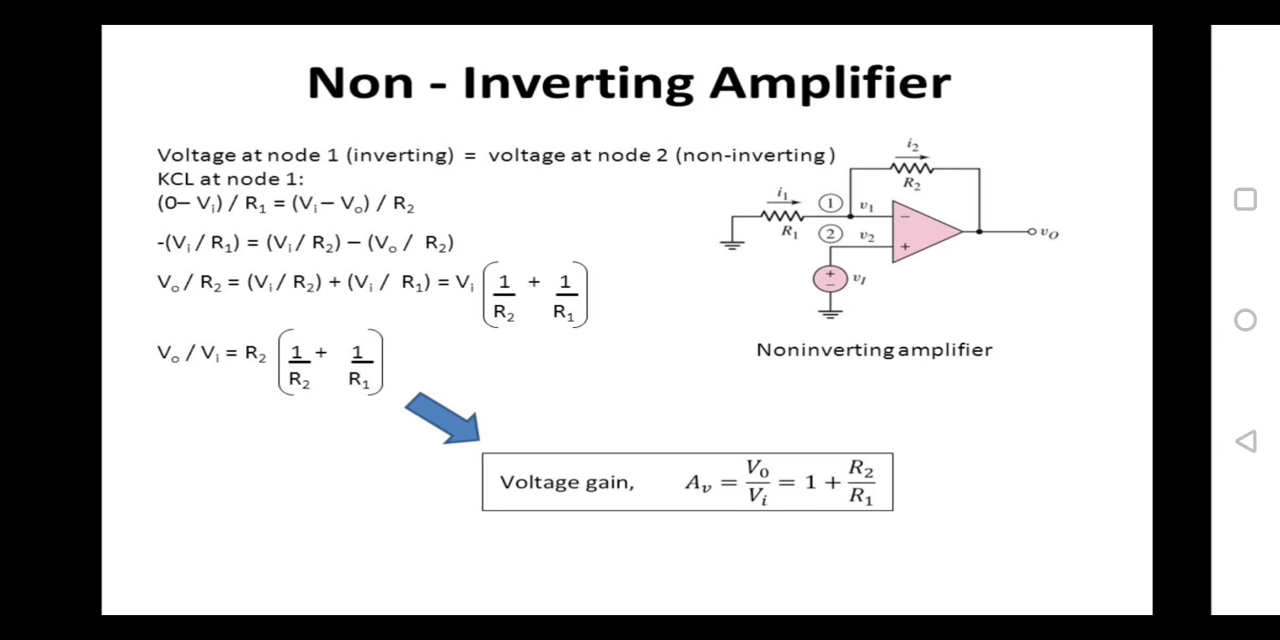 Non - Inverting Amplifier
Voltage at node 1 (inverting) = voltage at node 2 (non-inverting)
KCL at node 1:
(0– Vᵢ) / R₁ = (Vᵢ – Vₒ) / R₂
-(Vᵢ / R₁) = (Vᵢ / R₂) – (Vₒ / R₂)
Vₒ / R₂ = (Vᵢ / R₂) + (Vᵢ / R₁) = Vᵢ (1/R₂ + 1/R₁)
Vₒ / Vᵢ = R₂ (1/R₂ + 1/R₁)
i₂
R₂
i₁
R₁
1
v₁
2
v₂
−
+
+
−
v_I
v_O
Noninverting amplifier
Voltage gain, A_v = V₀/Vᵢ = 1 + R₂/R₁